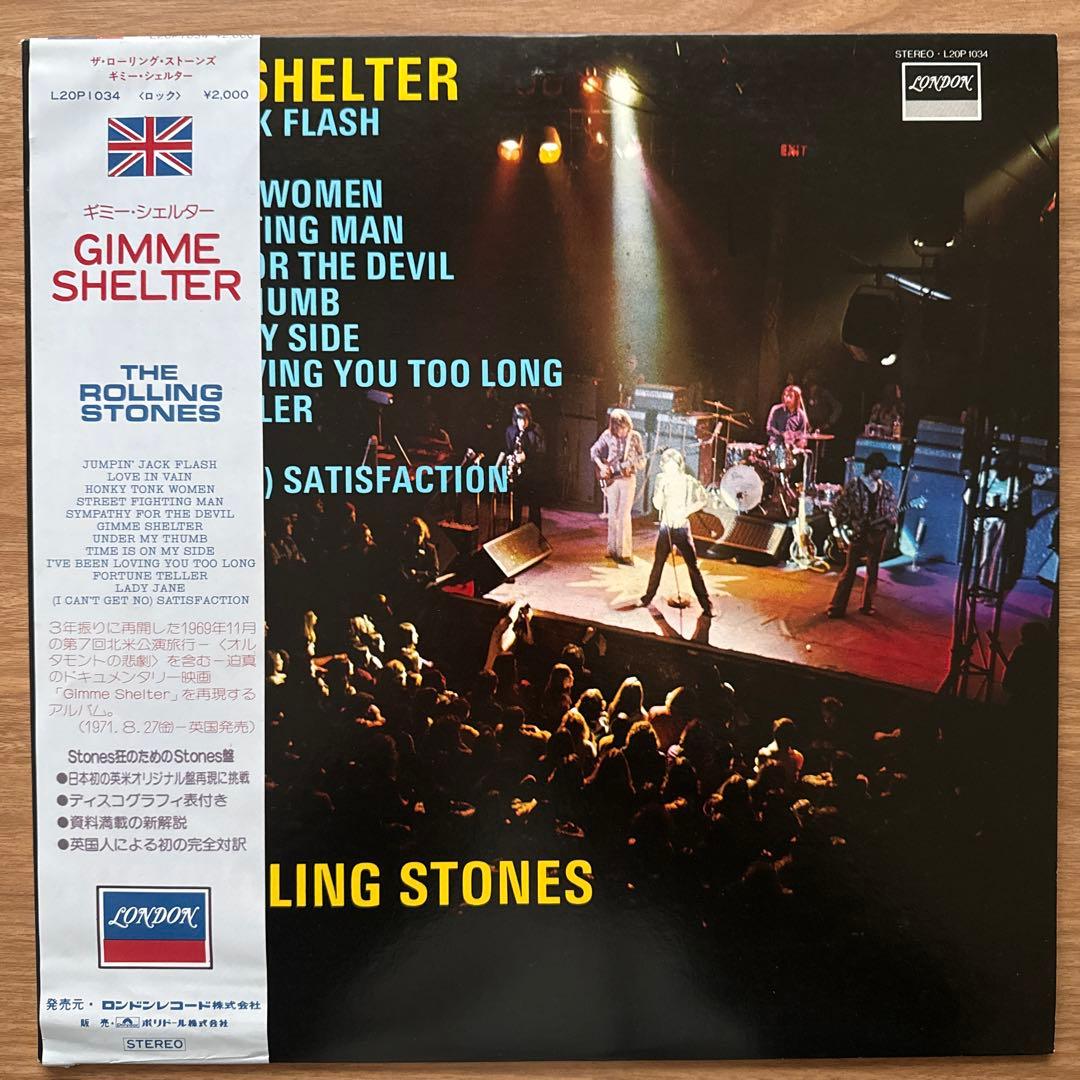 L20P1034 ¥2,000
ザ・ローリング・ストーンズ
ギミー・シェルター
L20P1034 〈ロック〉 ¥2,000
ギミー・シェルター
GIMME
SHELTER
THE
ROLLING
STONES
JUMPIN' JACK FLASH
LOVE IN VAIN
HONKY TONK WOMEN
STREET FIGHTING MAN
SYMPATHY FOR THE DEVIL
GIMME SHELTER
UNDER MY THUMB
TIME IS ON MY SIDE
I'VE BEEN LOVING YOU TOO LONG
FORTUNE TELLER
LADY JANE
(I CAN'T GET NO) SATISFACTION
3年振りに再開した1969年11月
の第7回北米公演旅行ー〈オル
タモントの悲劇〉を含む一迫真
のドキュメンタリー映画
「Gimme Shelter」を再現する
アルバム。
(1971.8.27㊎ー英国発売)
Stones狂のためのStones盤
●日本初の英米オリジナル盤再現に挑戦
●ディスコグラフィ表付き
●資料満載の新解説
●英国人による初の完全対訳
LONDON
発売元・ロンドンレコード株式会社
販売・ポリドール株式会社
STEREO
SHELTER
K FLASH
WOMEN
TING MAN
OR THE DEVIL
HUMB
Y SIDE
VING YOU TOO LONG
LER
) SATISFACTION
LING STONES
STEREO・L20P1034
LONDON
EXIT